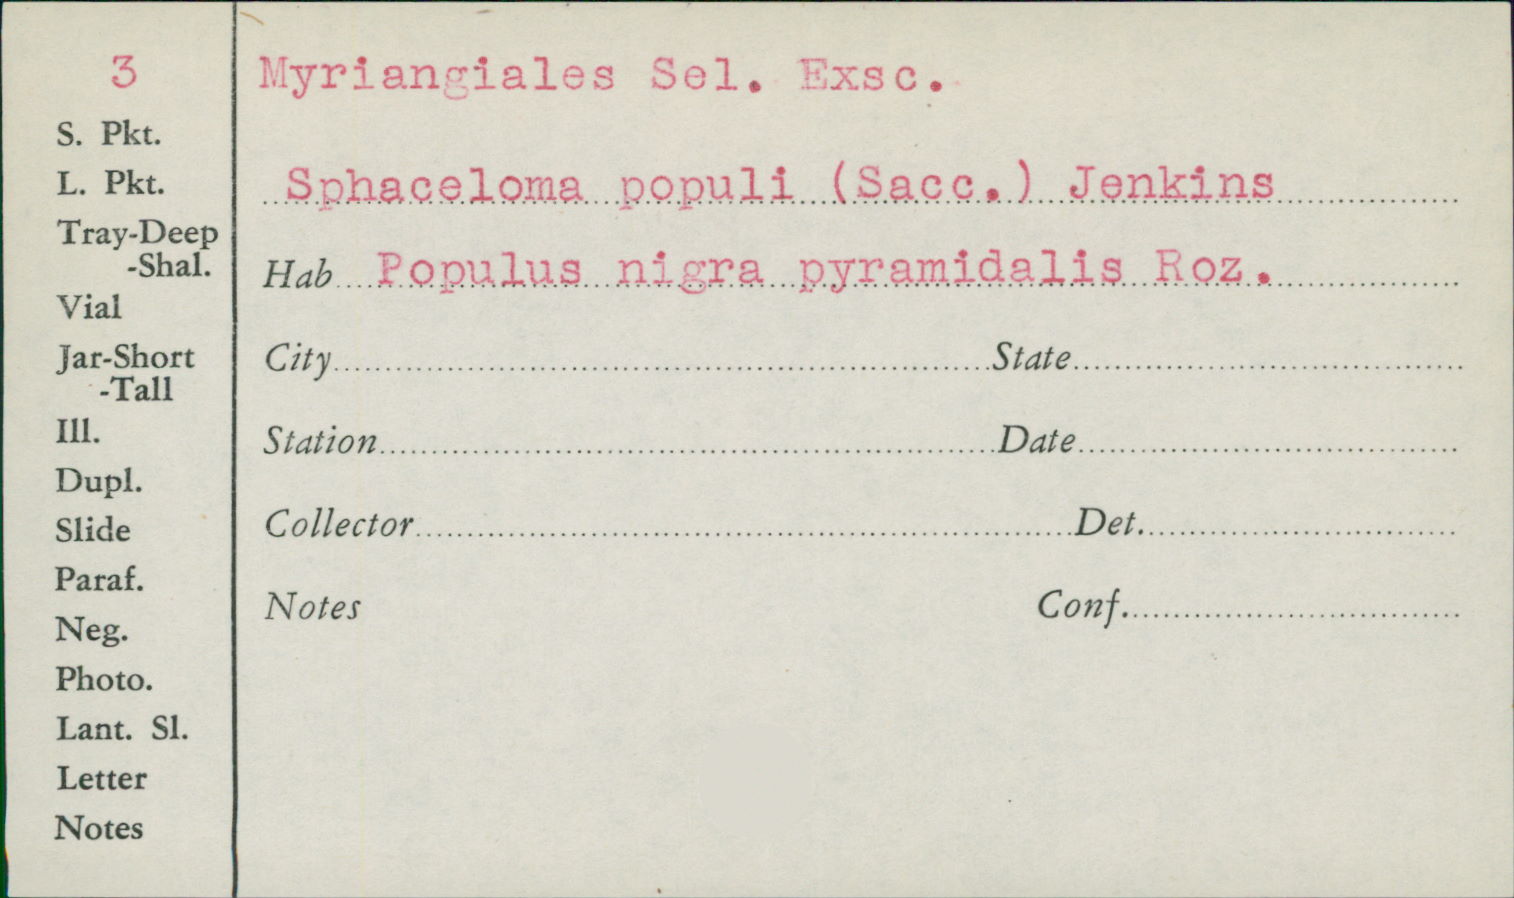 3
S. Pkt.
L. Pkt.
Tray-Deep
-Shal.
Vial
Jar-Short
-Tall
Ill.
Dupl.
Slide
Paraf.
Neg.
Photo.
Lant. Sl.
Letter
Notes
Myriangiales Sel. Exsc.
Sphaceloma populi (Sacc.) Jenkins
Hab Populus nigra pyramidalis Roz.
City State
Station Date
Collector Det.
Notes Conf.